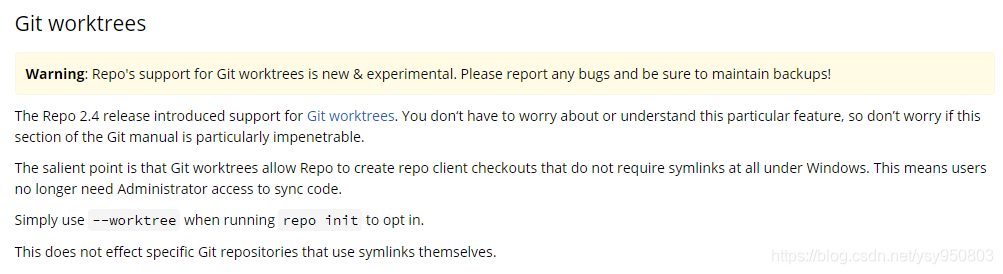 Git worktrees
Warning: Repo's support for Git worktrees is new & experimental. Please report any bugs and be sure to maintain backups!
The Repo 2.4 release introduced support for Git worktrees. You don’t have to worry about or understand this particular feature, so don’t worry if this
section of the Git manual is particularly impenetrable.
The salient point is that Git worktrees allow Repo to create repo client checkouts that do not require symlinks at all under Windows. This means users
no longer need Administrator access to sync code.
Simply use --worktree when running repo init to opt in.
This does not effect specific Git repositories that use symlinks themselves.
https://blog.csdn.net/ysy950803